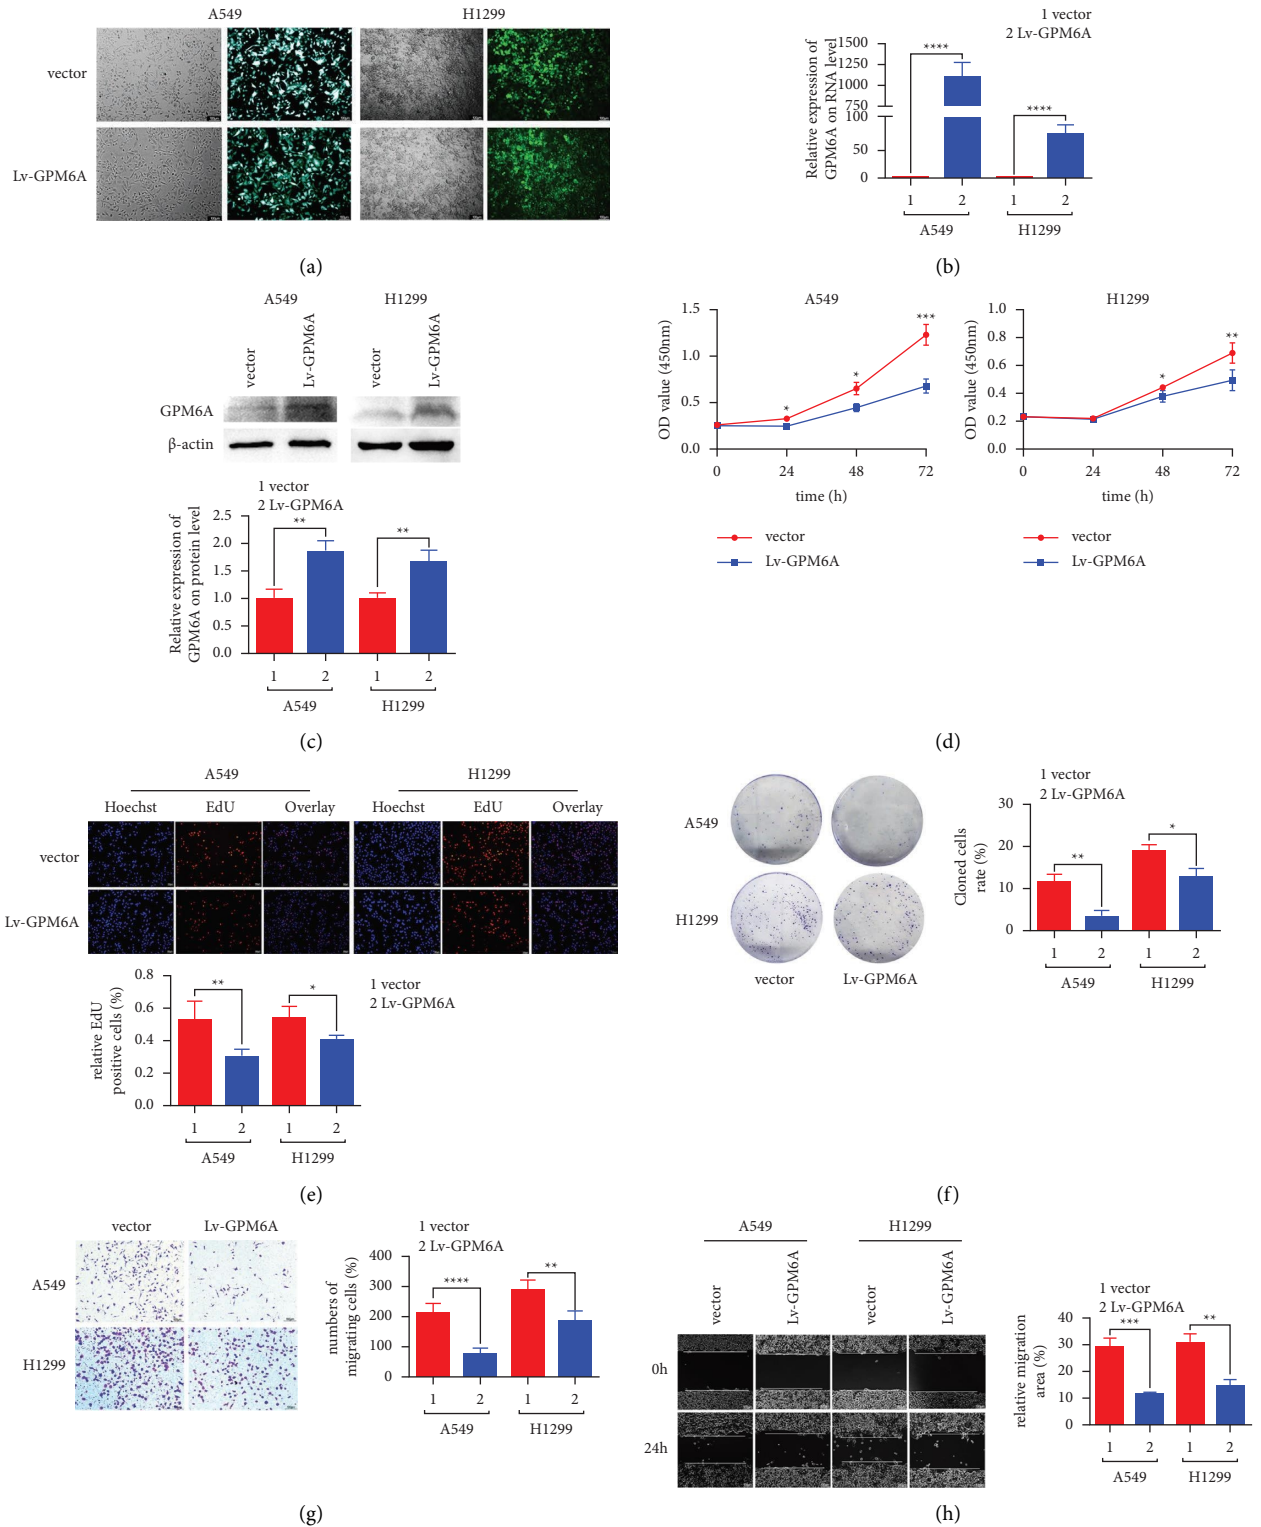 A549 H1299
vector
Lv-GPM6A
(a)
1 vector
2 Lv-GPM6A
Relative expression of
GPM6A on RNA level
1500
1250
1000
750
100
50
0
**** ****
1 2 1 2
A549 H1299
(b)
A549 H1299
vector Lv-GPM6A vector Lv-GPM6A
GPM6A
β-actin
1 vector
2 Lv-GPM6A
Relative expression of
GPM6A on protein level
2.5
2.0
1.5
1.0
0.5
0.0
** **
1 2 1 2
A549 H1299
(c)
A549
OD value (450nm)
1.5
1.0
0.5
0.0
* * ***
0 24 48 72
time (h)
vector
Lv-GPM6A
H1299
OD value (450nm)
1.0
0.8
0.6
0.4
0.2
0.0
* **
0 24 48 72
time (h)
vector
Lv-GPM6A
(d)
A549 H1299
Hoechst EdU Overlay Hoechst EdU Overlay
vector
Lv-GPM6A
relative EdU
positive cells (%)
0.8
0.6
0.4
0.2
0.0
** *
1 vector
2 Lv-GPM6A
1 2 1 2
A549 H1299
(e)
A549
H1299
vector Lv-GPM6A
1 vector
2 Lv-GPM6A
Cloned cells
rate (%)
30
20
10
0
** *
1 2 1 2
A549 H1299
(f)
vector Lv-GPM6A
A549
H1299
1 vector
2 Lv-GPM6A
numbers of
migrating cells (%)
400
300
200
100
0
**** **
1 2 1 2
A549 H1299
(g)
A549 H1299
vector Lv-GPM6A vector Lv-GPM6A
0h
24h
1 vector
2 Lv-GPM6A
relative migration
area (%)
40
30
20
10
0
*** **
1 2 1 2
A549 H1299
(h)